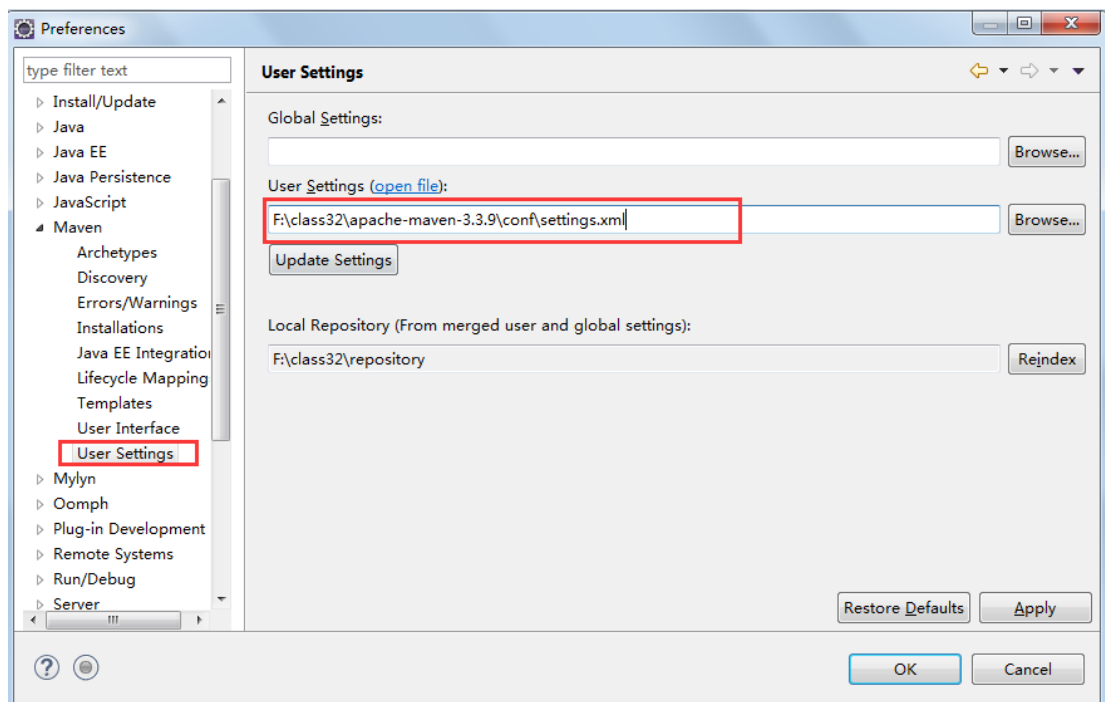 Preferences
type filter text
Install/Update
Java
Java EE
Java Persistence
JavaScript
Maven
Archetypes
Discovery
Errors/Warnings
Installations
Java EE Integration
Lifecycle Mapping
Templates
User Interface
User Settings
Mylyn
Oomph
Plug-in Development
Remote Systems
Run/Debug
Server
User Settings
Global Settings:
Browse...
User Settings (open file):
F:\class32\apache-maven-3.3.9\conf\settings.xml
Browse...
Update Settings
Local Repository (From merged user and global settings):
F:\class32\repository
Reindex
Restore Defaults
Apply
OK
Cancel